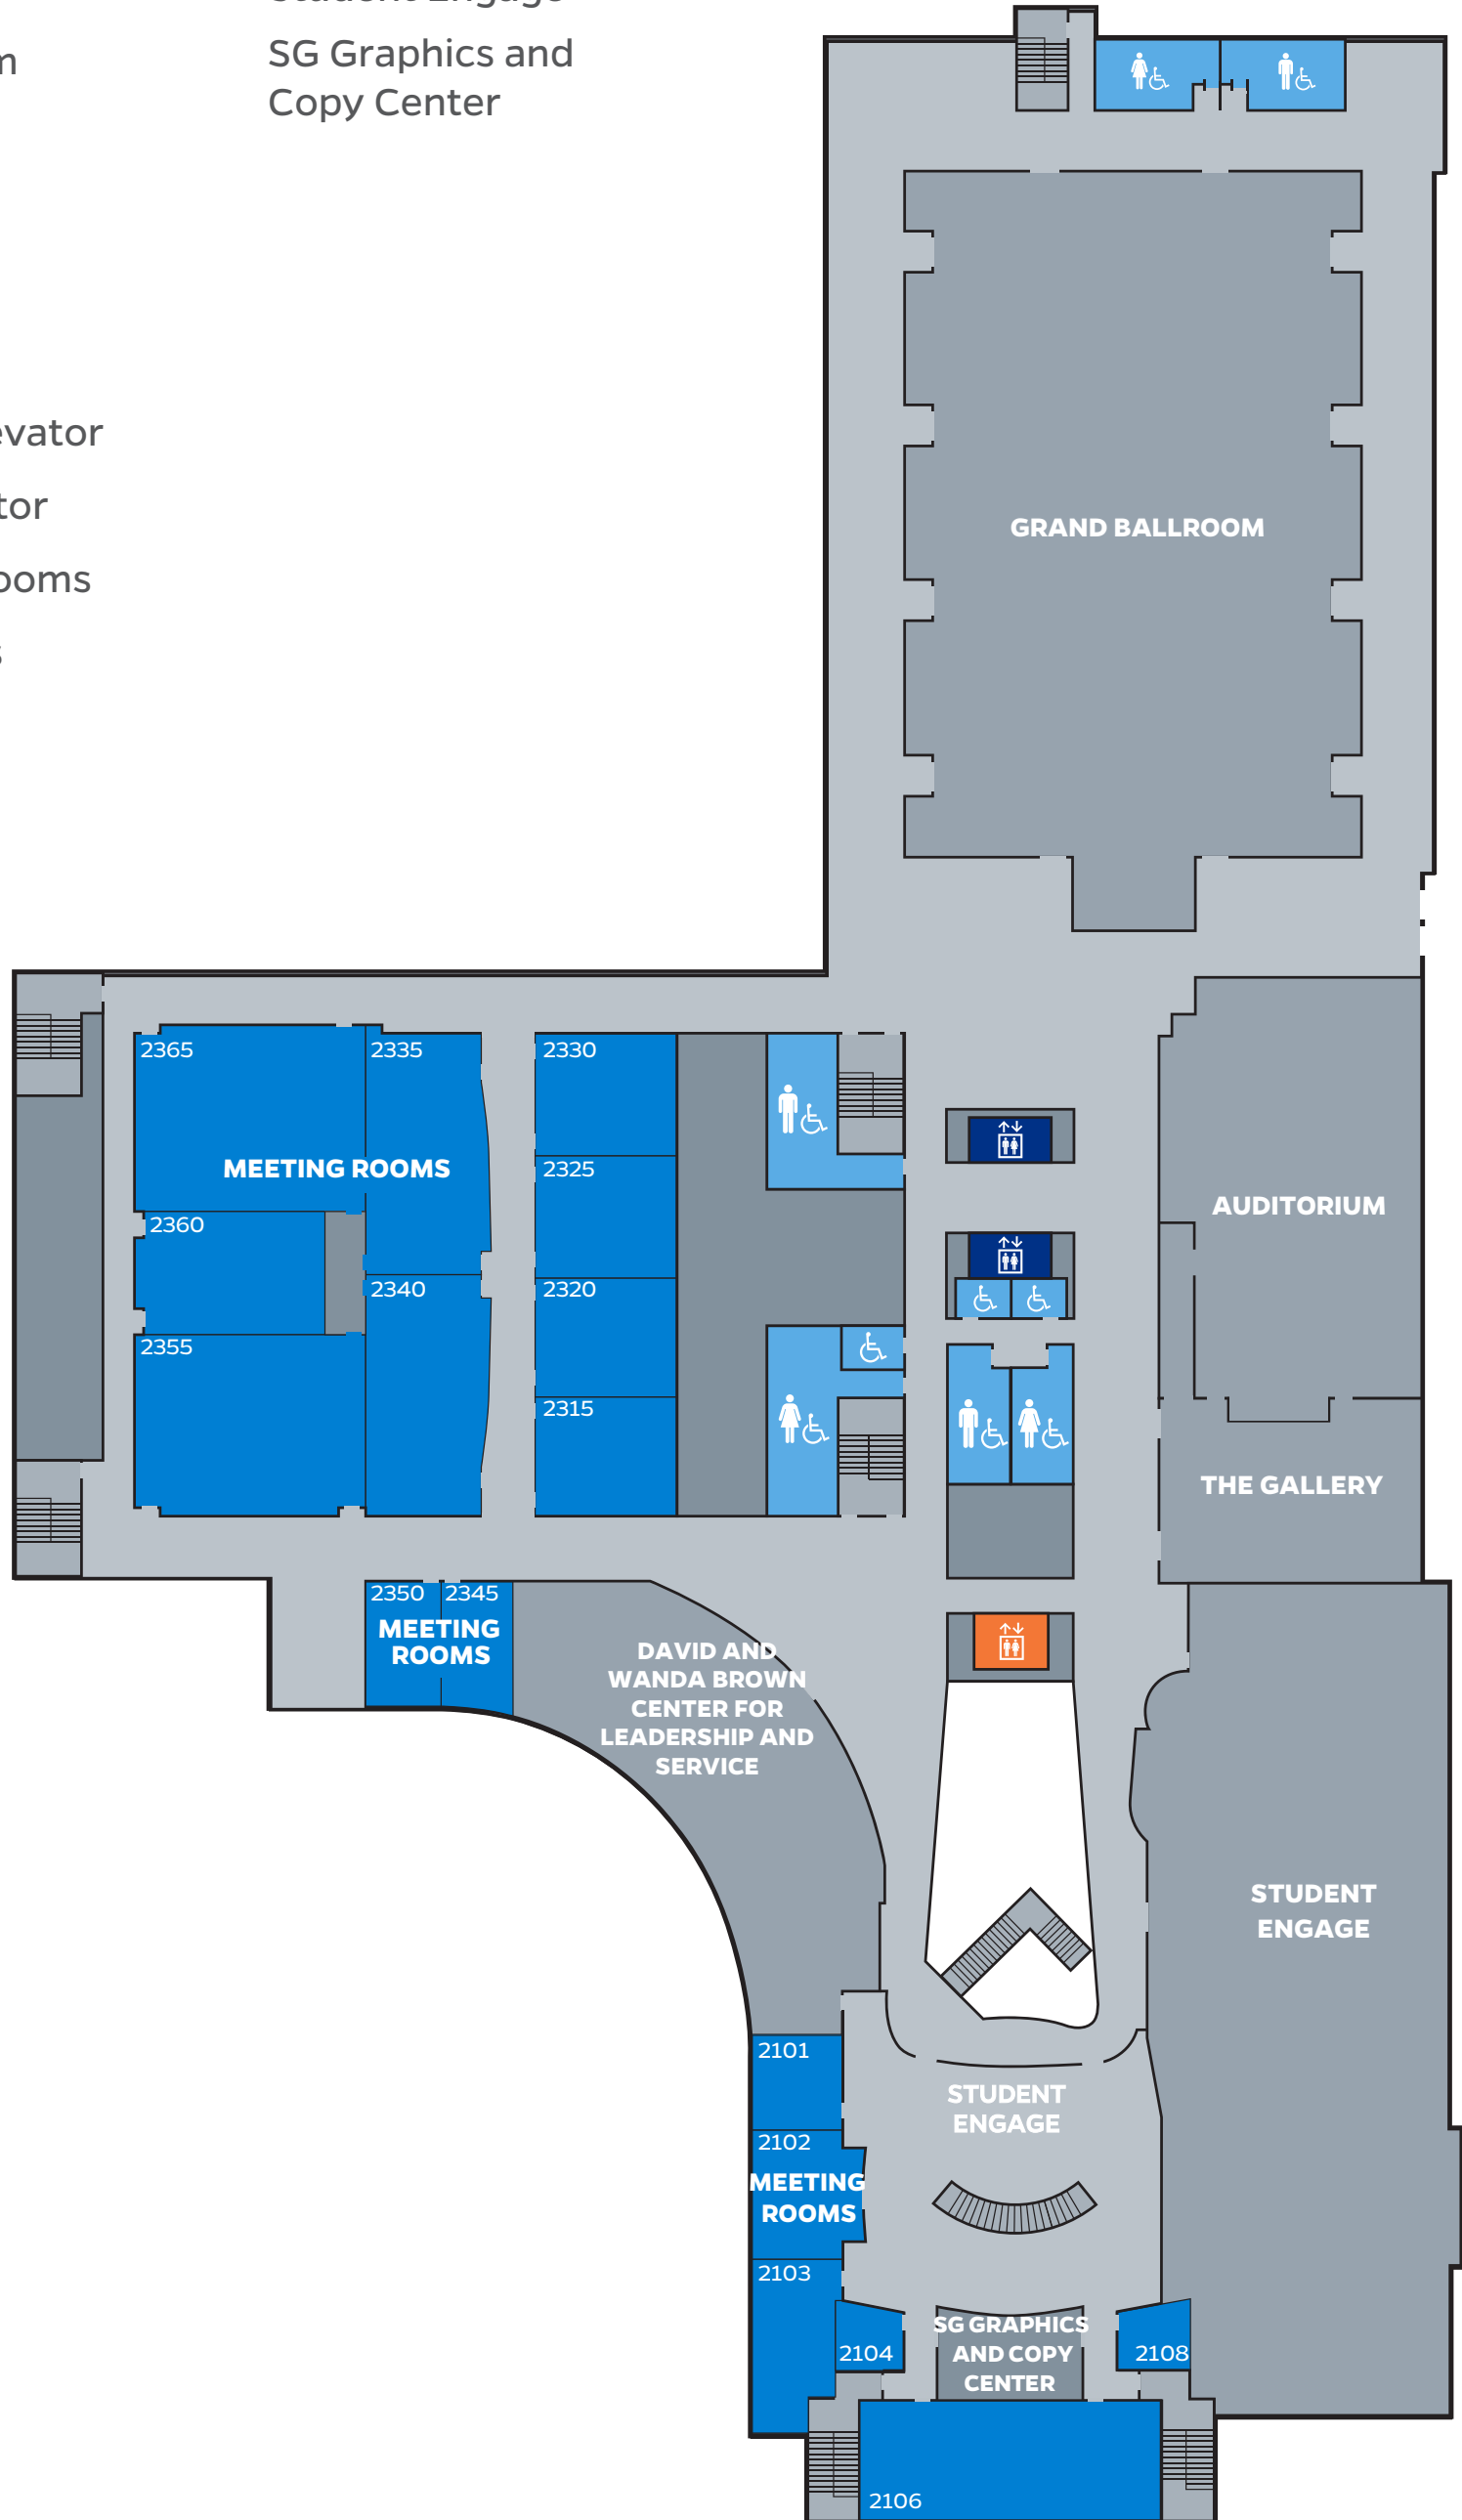 Student Engage
SG Graphics and
Copy Center
GRAND BALLROOM
2365
2335
2330
MEETING ROOMS
2325
2360
2340
2320
2355
2315
AUDITORIUM
THE GALLERY
2350
2345
MEETING
ROOMS
DAVID AND
WANDA BROWN
CENTER FOR
LEADERSHIP AND
SERVICE
STUDENT
ENGAGE
2101
STUDENT
ENGAGE
2102
MEETING
ROOMS
2103
2104
SG GRAPHICS
AND COPY
CENTER
2108
2106